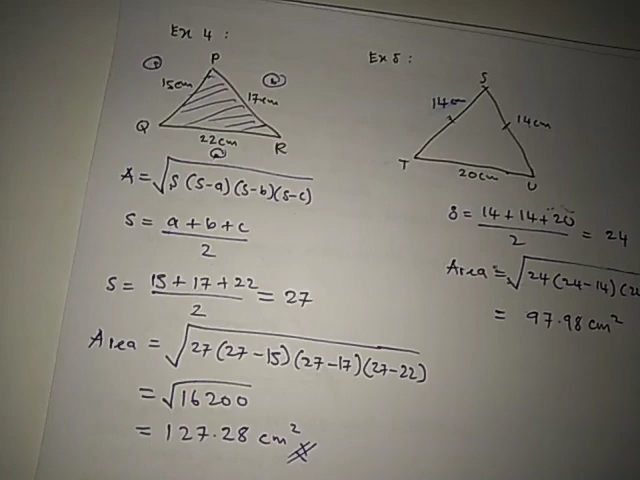 Ex 4 :
P
15cm
17cm
Q
22cm
R
A = √S(S-a)(S-b)(S-c)
S = a + b + c / 2
S = 15 + 17 + 22 / 2 = 27
Area = √27(27-15)(27-17)(27-22)
= √16200
= 127.28 cm²
Ex 5 :
S
14cm
14cm
T
20cm
U
S = 14 + 14 + 20 / 2 = 24
Area = √24(24-14)(2
= 97.98 cm²